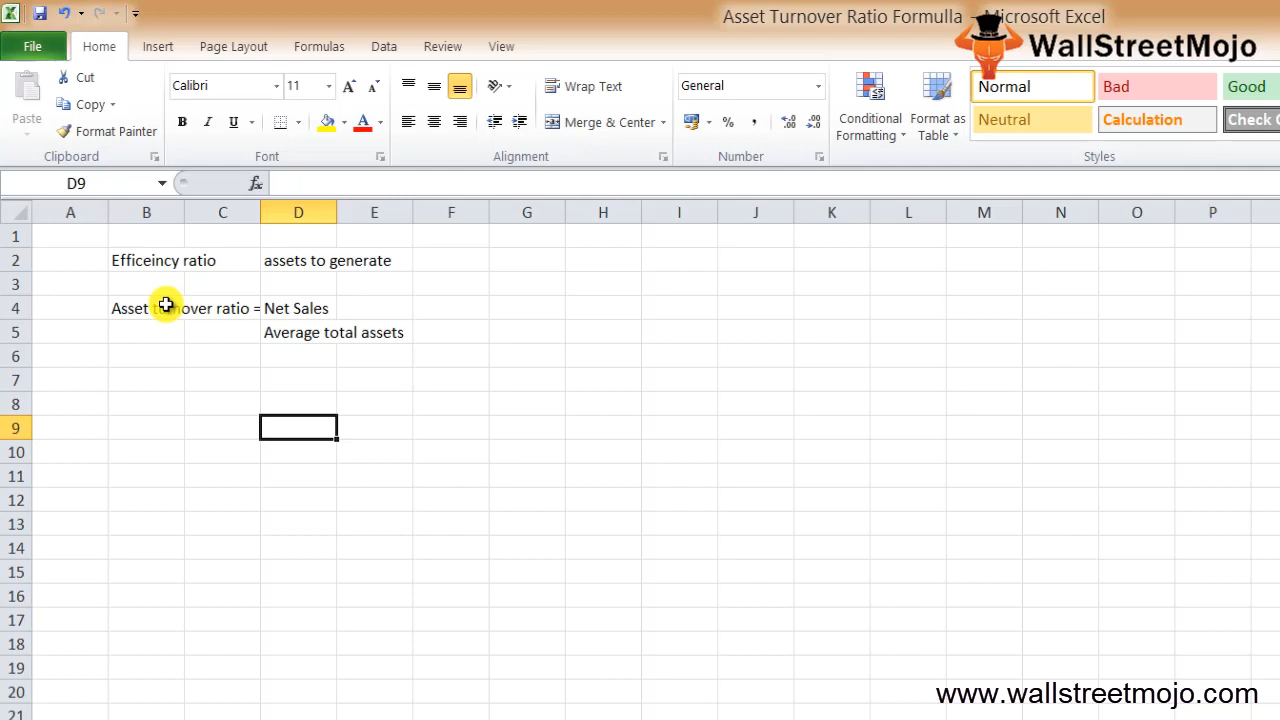 Asset Turnover Ratio Formulla - Microsoft Excel
WallStreetMojo
File Home Insert Page Layout Formulas Data Review View
Paste
Cut
Copy
Format Painter
Clipboard
Calibri 11
B I U A
Font
Wrap Text
Merge & Center
Alignment
General
% ,
Number
Conditional Formatting
Format as Table
Normal Bad Good
Neutral Calculation Check C
Styles
D9 fx
A B C D E F G H I J K L M N O P
1
2 Efficeincy ratio assets to generate
3
4 Asset turnover ratio = Net Sales
5 Average total assets
6
7
8
9
10
11
12
13
14
15
16
17
18
19
20
21
www.wallstreetmojo.com